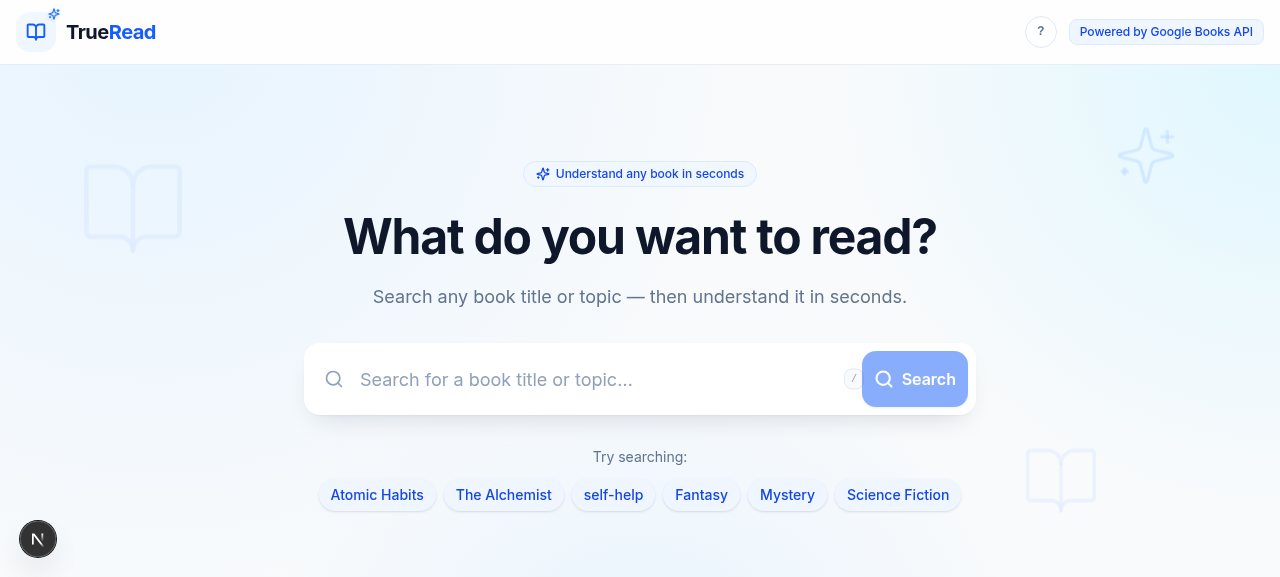 TrueRead
?
Powered by Google Books API
Understand any book in seconds
What do you want to read?
Search any book title or topic — then understand it in seconds.
Search for a book title or topic...
/
Search
Try searching:
Atomic Habits
The Alchemist
self-help
Fantasy
Mystery
Science Fiction
N